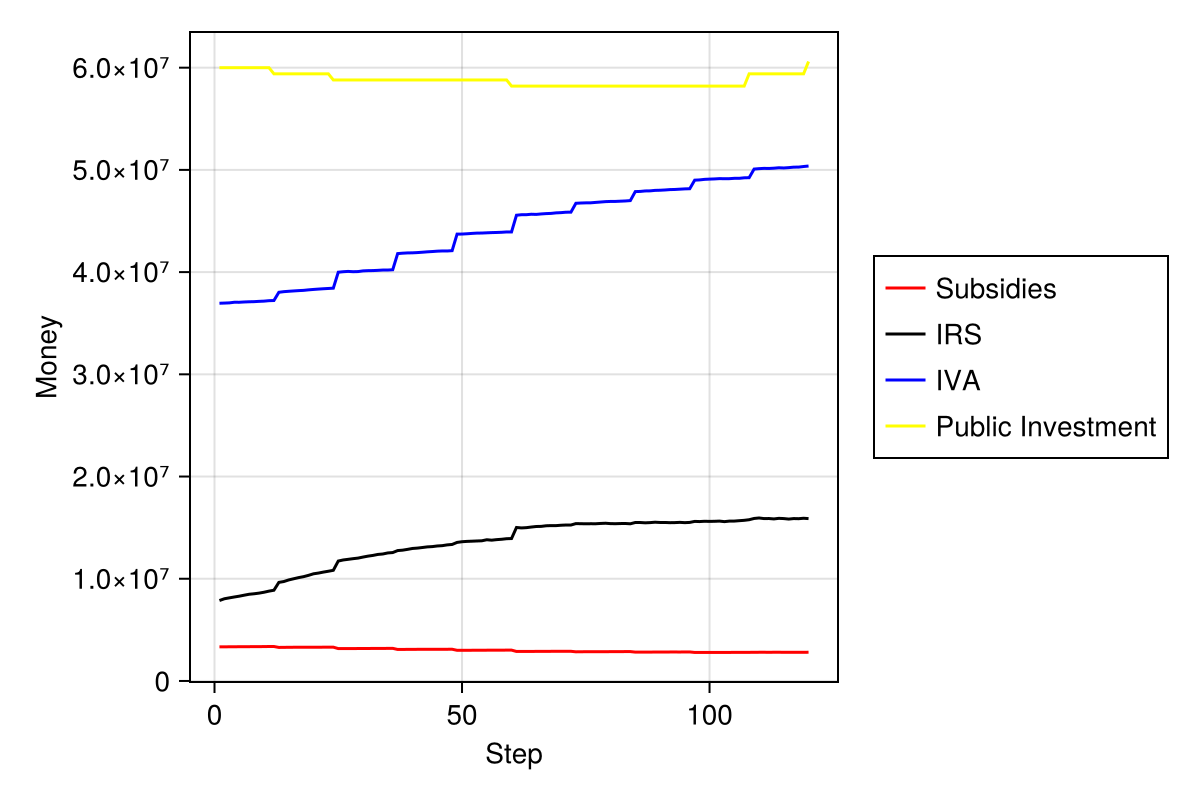 6.0×10⁷
5.0×10⁷
4.0×10⁷
3.0×10⁷
2.0×10⁷
1.0×10⁷
0
Money
0 50 100
Step
Subsidies
IRS
IVA
Public Investment